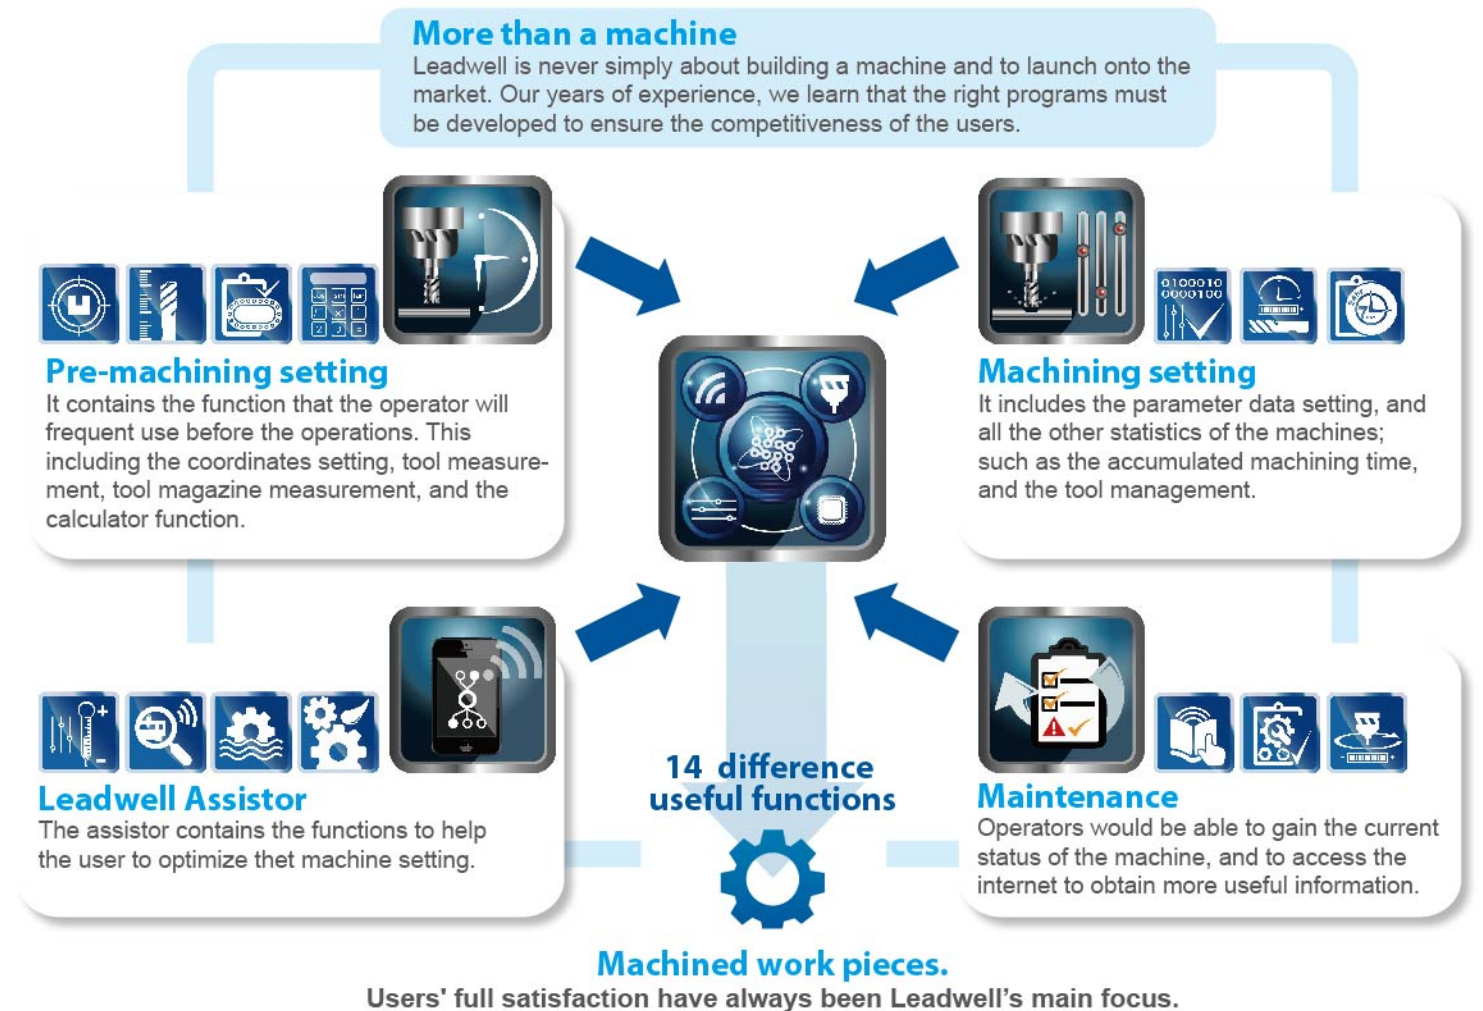 More than a machine
Leadwell is never simply about building a machine and to launch onto the
market. Our years of experience, we learn that the right programs must
be developed to ensure the competitiveness of the users.
Pre-machining setting
It contains the function that the operator will
frequent use before the operations. This
including the coordinates setting, tool measure-
ment, tool magazine measurement, and the
calculator function.
0100010
0000100
Machining setting
It includes the parameter data setting, and
all the other statistics of the machines;
such as the accumulated machining time,
and the tool management.
Leadwell Assistor
The assistor contains the functions to help
the user to optimize thet machine setting.
Maintenance
Operators would be able to gain the current
status of the machine, and to access the
internet to obtain more useful information.
14 difference
useful functions
Machined work pieces.
Users' full satisfaction have always been Leadwell's main focus.